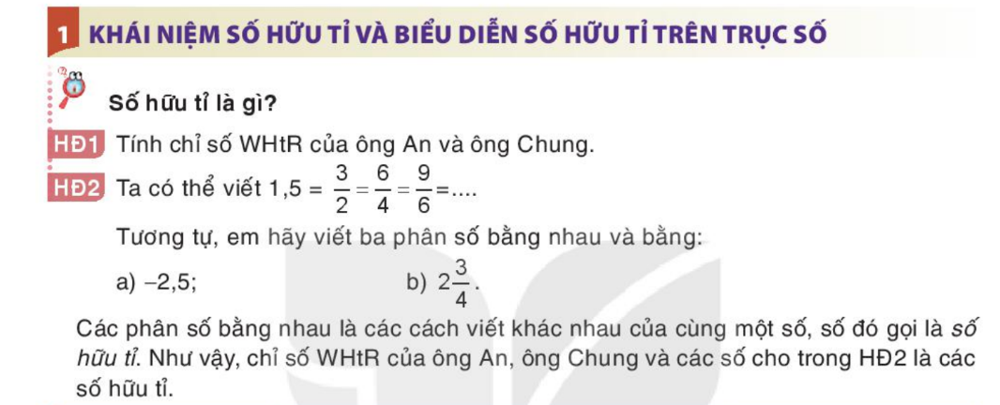 1 KHÁI NIỆM SỐ HỮU TỈ VÀ BIỂU DIỄN SỐ HỮU TỈ TRÊN TRỤC SỐ
Số hữu tỉ là gì?
HĐ1 Tính chỉ số WHtR của ông An và ông Chung.
HĐ2 Ta có thể viết 1,5 = 3/2 = 6/4 = 9/6 =....
Tương tự, em hãy viết ba phân số bằng nhau và bằng:
a) –2,5; b) 2 3/4 .
Các phân số bằng nhau là các cách viết khác nhau của cùng một số, số đó gọi là số
hữu tỉ. Như vậy, chỉ số WHtR của ông An, ông Chung và các số cho trong HĐ2 là các
số hữu tỉ.